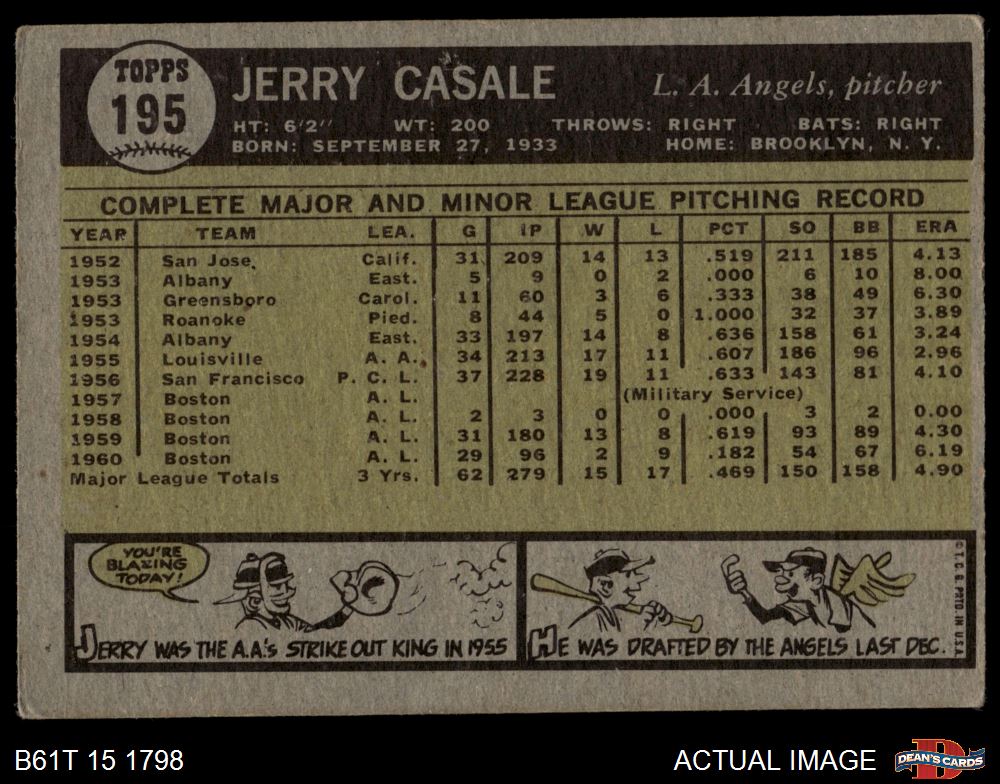 TOPPS
195
JERRY CASALE
L. A. Angels, pitcher
HT: 6'2" WT: 200 THROWS: RIGHT BATS: RIGHT
BORN: SEPTEMBER 27, 1933 HOME: BROOKLYN, N. Y.
COMPLETE MAJOR AND MINOR LEAGUE PITCHING RECORD
YEAR TEAM LEA. G IP W L PCT SO BB ERA
1952 San Jose Calif. 31 209 14 13 .519 211 185 4.13
1953 Albany East. 5 9 0 2 .000 6 10 8.00
1953 Greensboro Carol. 11 60 3 6 .333 38 49 6.30
1953 Roanoke Pied. 8 44 5 0 1.000 32 37 3.89
1954 Albany East. 33 197 14 8 .636 158 61 3.24
1955 Louisville A. A. 34 213 17 11 .607 186 96 2.96
1956 San Francisco P. C. L. 37 228 19 11 .633 143 81 4.10
1957 Boston A. L. (Military Service)
1958 Boston A. L. 2 3 0 0 .000 3 2 0.00
1959 Boston A. L. 31 180 13 8 .619 93 89 4.30
1960 Boston A. L. 29 96 2 9 .182 54 67 6.19
Major League Totals 3 Yrs. 62 279 15 17 .469 150 158 4.90
YOU'RE
BLAZING
TODAY!
JERRY WAS THE A.A.'s STRIKE OUT KING IN 1955
HE WAS DRAFTED BY THE ANGELS LAST DEC.
© T. C. G. PRTD. IN U.S.A.
B61T 15 1798
ACTUAL IMAGE
DEAN'S CARDS